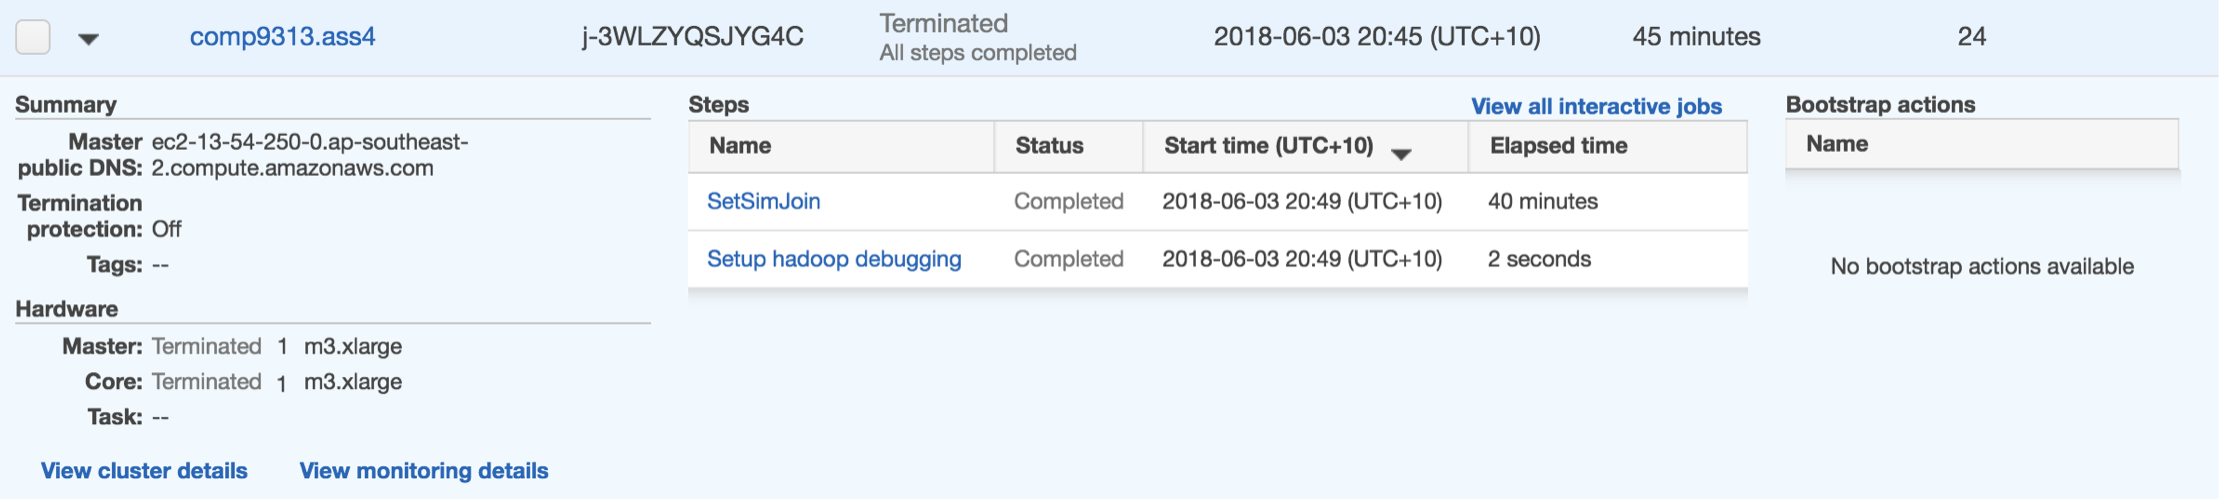 comp9313.ass4 j-3WLZYQSJYG4C Terminated 2018-06-03 20:45 (UTC+10) 45 minutes 24
All steps completed
Summary
Master ec2-13-54-250-0.ap-southeast-
public DNS: 2.compute.amazonaws.com
Termination
protection: Off
Tags: --
Hardware
Master: Terminated 1 m3.xlarge
Core: Terminated 1 m3.xlarge
Task: --
View cluster details View monitoring details
Steps View all interactive jobs
Name Status Start time (UTC+10) Elapsed time
SetSimJoin Completed 2018-06-03 20:49 (UTC+10) 40 minutes
Setup hadoop debugging Completed 2018-06-03 20:49 (UTC+10) 2 seconds
Bootstrap actions
Name
No bootstrap actions available